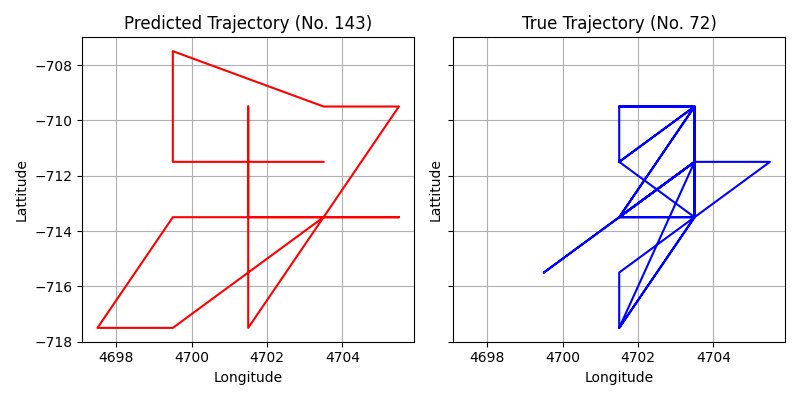 Predicted Trajectory (No. 143)
True Trajectory (No. 72)
−708
−710
−712
−714
−716
−718
Lattitude
Lattitude
4698 4700 4702 4704
4698 4700 4702 4704
Longitude
Longitude